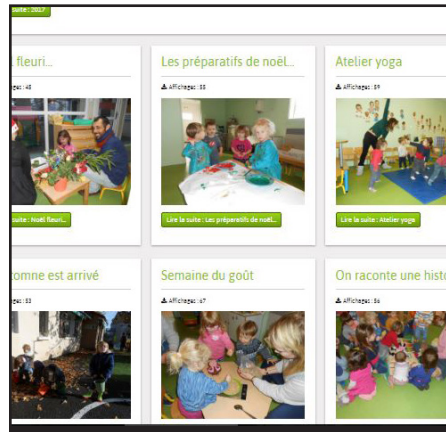 suite : 2017
fleuri...
Les préparatifs de noël...
Atelier yoga
ges : 48
Affichages : 88
Affichages : 89
suite : Noël fleuri...
Lire la suite : Les préparatifs de noël...
Lire la suite : Atelier yoga
omne est arrivé
Semaine du goût
On raconte une histo
ges : 53
Affichages : 67
Affichages : 56